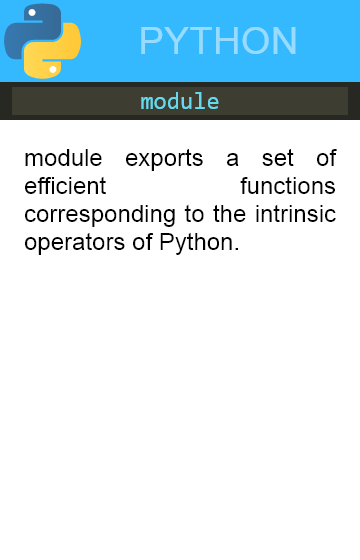 PYTHON
module
module exports a set of
efficient functions
corresponding to the intrinsic
operators of Python.